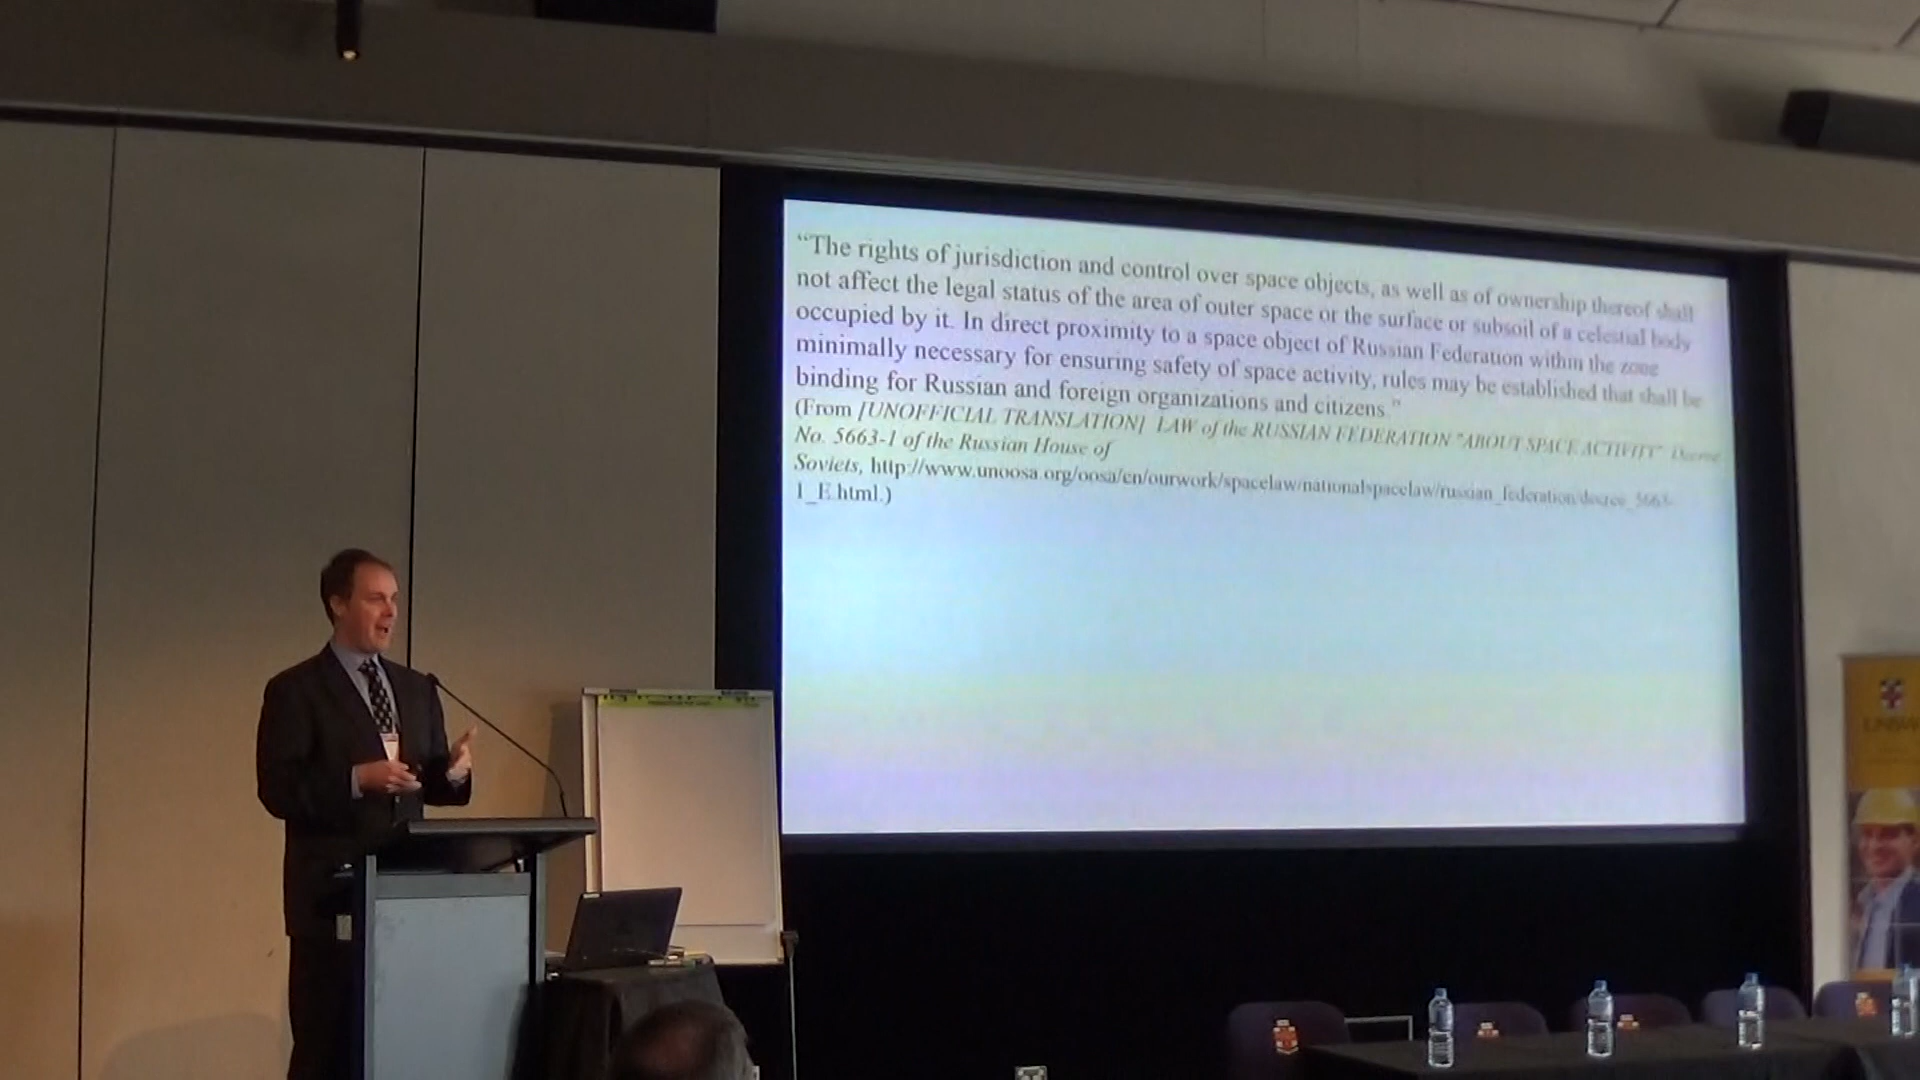 “The rights of jurisdiction and control over space objects, as well as of ownership thereof shall
not affect the legal status of the area of outer space or the surface or subsoil of a celestial body
occupied by it. In direct proximity to a space object of Russian Federation within the zone
minimally necessary for ensuring safety of space activity, rules may be established that shall be
binding for Russian and foreign organizations and citizens.”
(From [UNOFFICIAL TRANSLATION] LAW of the RUSSIAN FEDERATION "ABOUT SPACE ACTIVITY" Decree
No. 5663-1 of the Russian House of
Soviets, http://www.unoosa.org/oosa/en/ourwork/spacelaw/nationalspacelaw/russian_federation/decree_5663-
1_E.html.)
UNSW